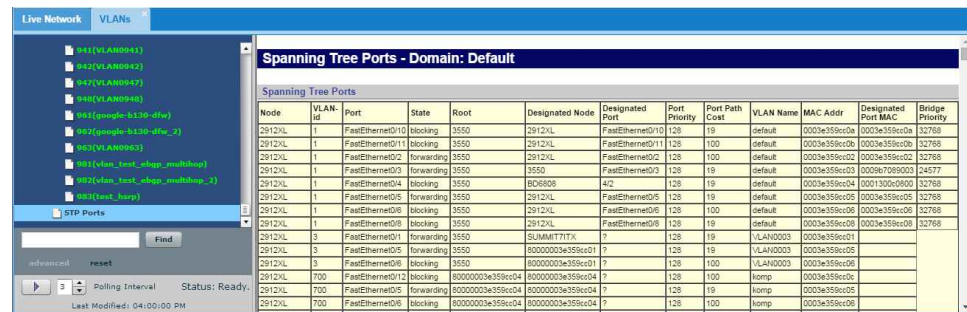 Live Network VLANs
941(VLAN0941)
942(VLAN0942)
947(VLAN0947)
948(VLAN0948)
961(google-b130-dfw)
962(google-b130-dfw_2)
963(VLAN0963)
981(vlan_test_ebgp_multihop)
982(vlan_test_ebgp_multihop_2)
983(test_hsrp)
STP Ports
Find
advanced reset
3 Polling Interval Status: Ready.
Last Modified: 04:00:00 PM
Spanning Tree Ports - Domain: Default
Spanning Tree Ports
Node VLAN-id Port State Root Designated Node Designated Port Port Priority Port Path Cost VLAN Name MAC Addr Designated Port MAC Bridge Priority
2912XL 1 FastEthernet0/10 blocking 3550 2912XL FastEthernet0/10 128 19 default 0003e359cc0a 0003e359cc0a 32768
2912XL 1 FastEthernet0/11 blocking 3550 2912XL FastEthernet0/11 128 100 default 0003e359cc0b 0003e359cc0b 32768
2912XL 1 FastEthernet0/2 forwarding 3550 2912XL FastEthernet0/2 128 100 default 0003e359cc02 0003e359cc02 32768
2912XL 1 FastEthernet0/3 forwarding 3550 3550 FastEthernet0/3 128 19 default 0003e359cc03 0009b7089003 24577
2912XL 1 FastEthernet0/4 blocking 3550 BD6808 4/2 128 19 default 0003e359cc04 0001300c0800 32768
2912XL 1 FastEthernet0/5 forwarding 3550 2912XL FastEthernet0/5 128 19 default 0003e359cc05 0003e359cc05 32768
2912XL 1 FastEthernet0/6 blocking 3550 2912XL FastEthernet0/6 128 100 default 0003e359cc06 0003e359cc06 32768
2912XL 1 FastEthernet0/8 blocking 3550 2912XL FastEthernet0/8 128 19 default 0003e359cc08 0003e359cc08 32768
2912XL 3 FastEthernet0/1 forwarding 3550 SUMMIT7ITX ? 128 19 VLAN0003 0003e359cc01
2912XL 3 FastEthernet0/5 forwarding 3550 80000003e359cc01 ? 128 19 VLAN0003 0003e359cc05
2912XL 3 FastEthernet0/6 blocking 3550 80000003e359cc01 ? 128 100 VLAN0003 0003e359cc06
2912XL 700 FastEthernet0/12 blocking 80000003e359cc04 80000003e359cc04 ? 128 100 komp 0003e359cc0c
2912XL 700 FastEthernet0/5 forwarding 80000003e359cc04 80000003e359cc04 ? 128 19 komp 0003e359cc05
2912XL 700 FastEthernet0/6 blocking 80000003e359cc04 80000003e359cc04 ? 128 100 komp 0003e359cc06